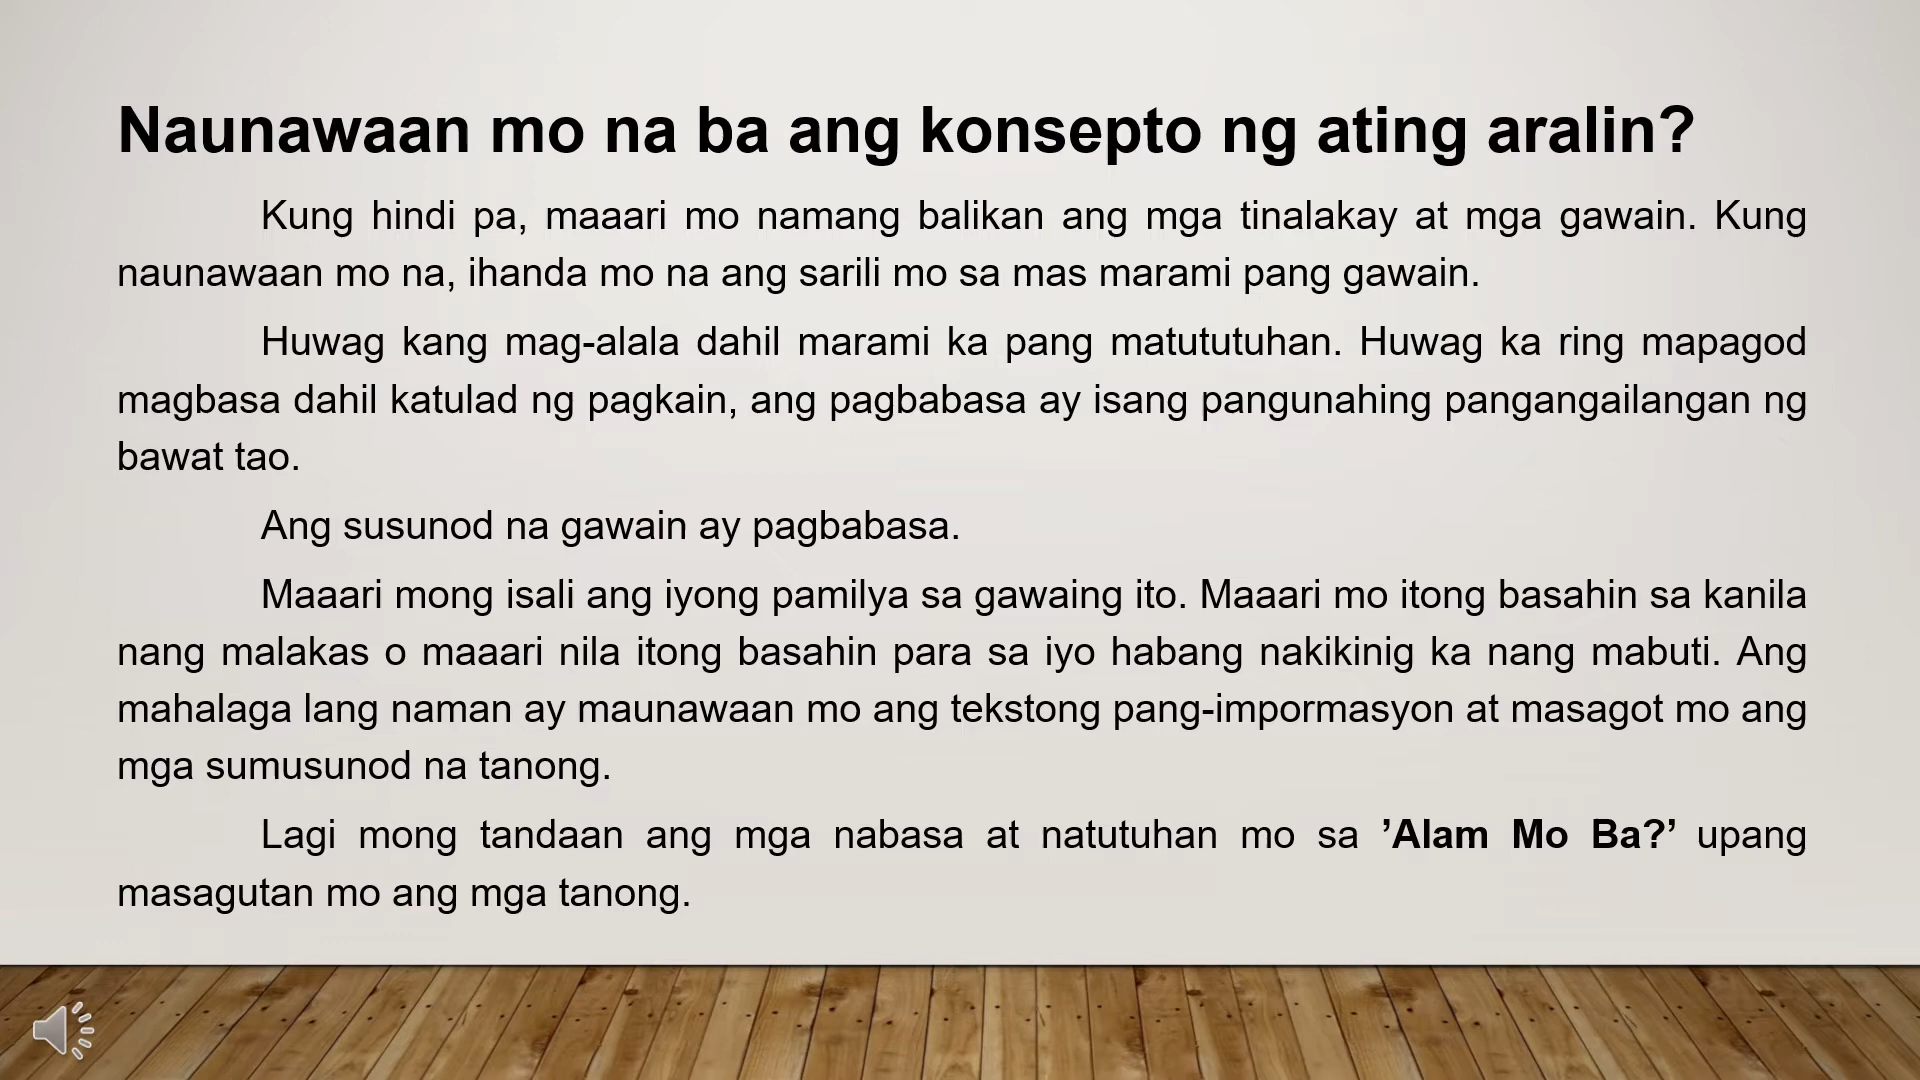 Naunawaan mo na ba ang konsepto ng ating aralin?
Kung hindi pa, maaari mo namang balikan ang mga tinalakay at mga gawain. Kung
naunawaan mo na, ihanda mo na ang sarili mo sa mas marami pang gawain.
Huwag kang mag-alala dahil marami ka pang matututuhan. Huwag ka ring mapagod
magbasa dahil katulad ng pagkain, ang pagbabasa ay isang pangunahing pangangailangan ng
bawat tao.
Ang susunod na gawain ay pagbabasa.
Maaari mong isali ang iyong pamilya sa gawaing ito. Maaari mo itong basahin sa kanila
nang malakas o maaari nila itong basahin para sa iyo habang nakikinig ka nang mabuti. Ang
mahalaga lang naman ay maunawaan mo ang tekstong pang-impormasyon at masagot mo ang
mga sumusunod na tanong.
Lagi mong tandaan ang mga nabasa at natutuhan mo sa ’Alam Mo Ba?’ upang
masagutan mo ang mga tanong.